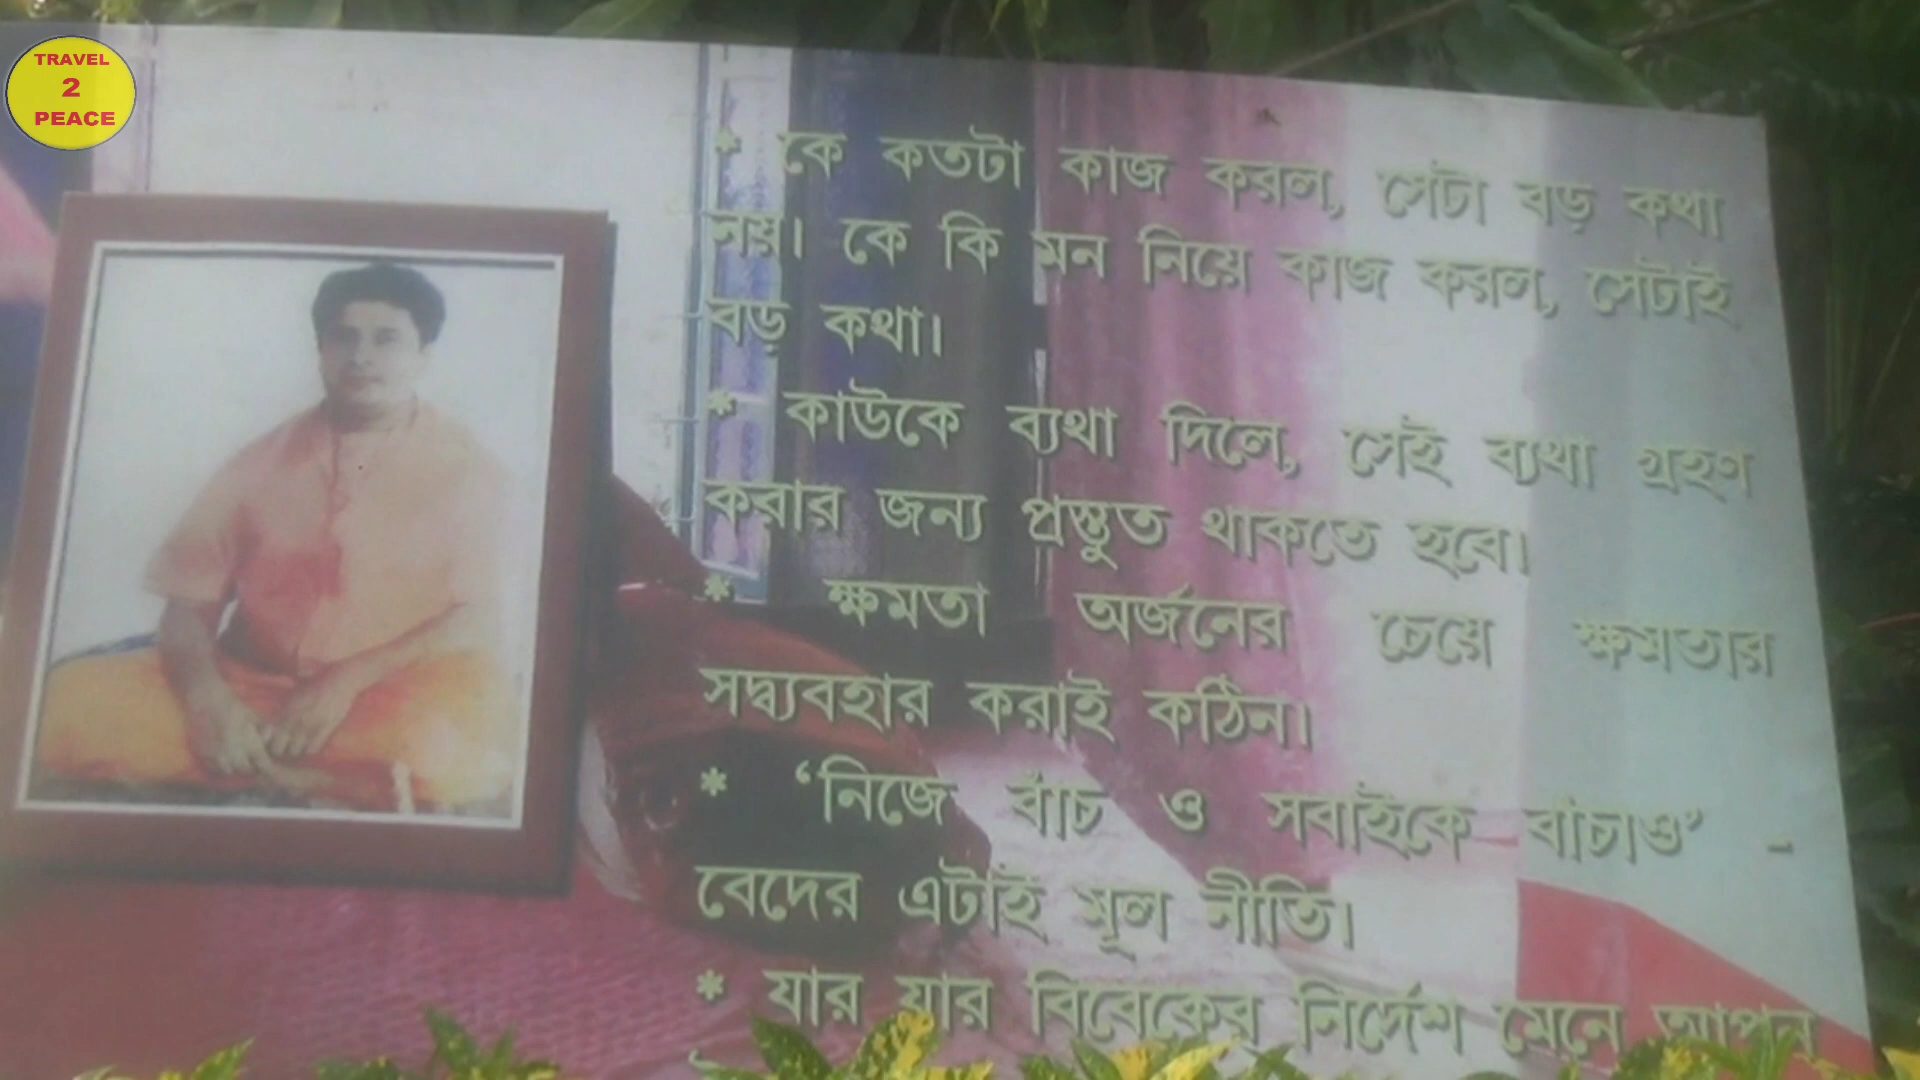 TRAVEL
2
PEACE
* কে কতটা কাজ করল, সেটা বড় কথা
নয়। কে কি মন নিয়ে কাজ করল, সেটাই
বড় কথা।
* কাউকে ব্যথা দিলে, সেই ব্যথা গ্রহণ
করার জন্য প্রস্তুত থাকতে হবে।
* ক্ষমতা অর্জনের চেয়ে ক্ষমতার
সদ্ব্যবহার করাই কঠিন।
* ‘নিজে বাঁচ ও সবাইকে বাঁচাও’ -
বেদের এটাই মূল নীতি।
* যার যার বিবেকের নির্দেশ মেনে আপন